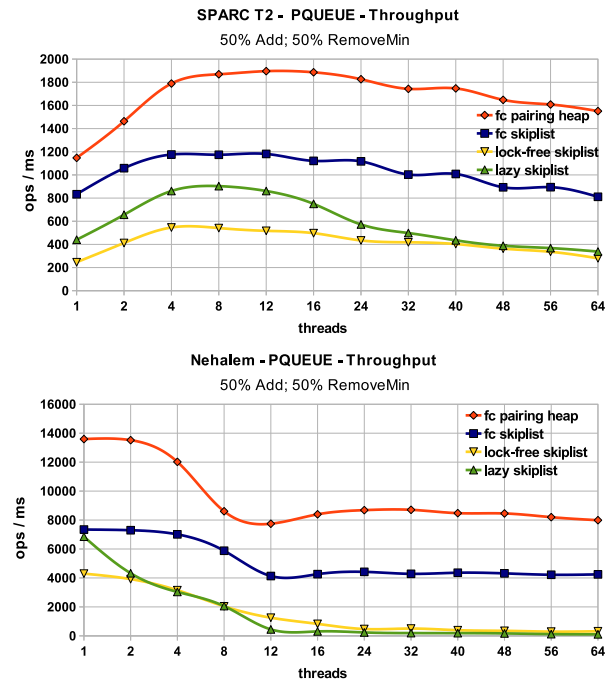 SPARC T2 - PQUEUE - Throughput
50% Add; 50% RemoveMin
ops / ms
2000
1800
1600
1400
1200
1000
800
600
400
200
0
fc pairing heap
fc skiplist
lock-free skiplist
lazy skiplist
1 2 4 8 12 16 24 32 40 48 56 64
threads
Nehalem - PQUEUE - Throughput
50% Add; 50% RemoveMin
ops / ms
16000
14000
12000
10000
8000
6000
4000
2000
0
fc pairing heap
fc skiplist
lock-free skiplist
lazy skiplist
1 2 4 8 12 16 24 32 40 48 56 64
threads